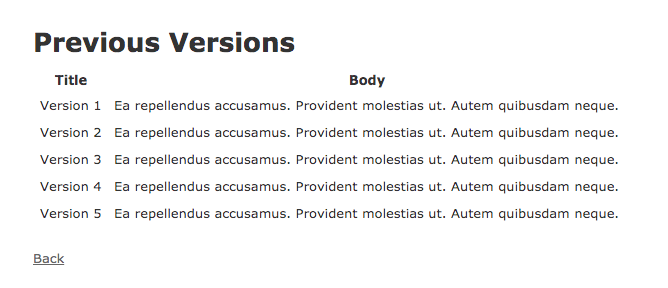 Previous Versions
Title Body
Version 1 Ea repellendus accusamus. Provident molestias ut. Autem quibusdam neque.
Version 2 Ea repellendus accusamus. Provident molestias ut. Autem quibusdam neque.
Version 3 Ea repellendus accusamus. Provident molestias ut. Autem quibusdam neque.
Version 4 Ea repellendus accusamus. Provident molestias ut. Autem quibusdam neque.
Version 5 Ea repellendus accusamus. Provident molestias ut. Autem quibusdam neque.
Back